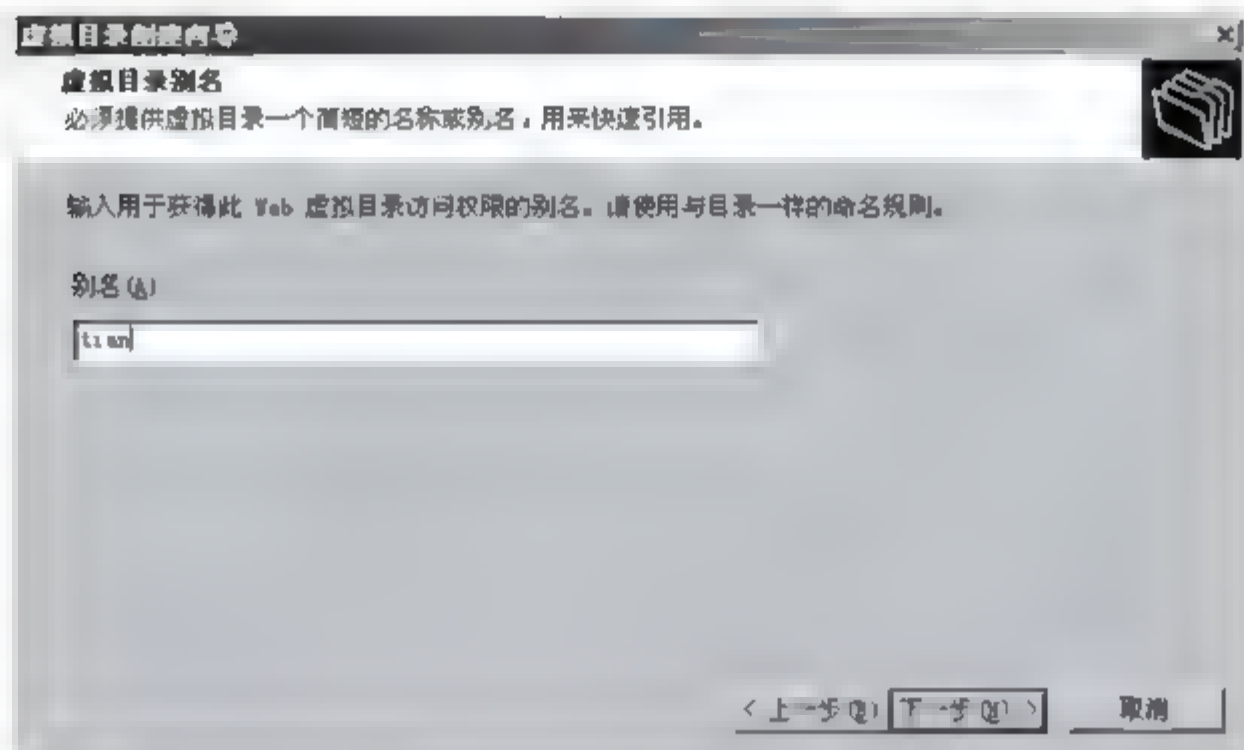 虚拟目录创建向导
虚拟目录别名
必须提供虚拟目录一个简短的名称或别名,用来快速引用。
输入用于获得此 Web 虚拟目录访问权限的别名。请使用与目录一样的命名规则。
别名(A)
tian
< 上一步(B) 下一步(N) > 取消